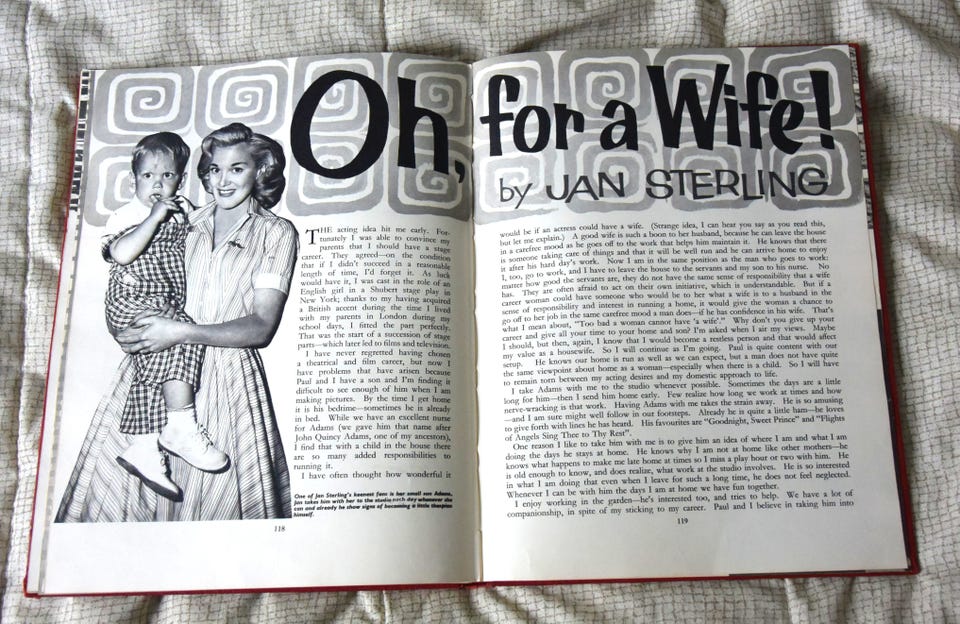 Oh, for a Wife!
by JAN STERLING
THE acting idea hit me early. For-
tunately I was able to convince my
parents that I should have a stage
career. They agreed—on the condition
that if I didn't succeed in a reasonable
length of time, I'd forget it. As luck
would have it, I was cast in the role of an
English girl in a Shubert stage play in
New York; thanks to my having acquired
a British accent during the time I lived
with my parents in London during my
school days, I fitted the part perfectly.
That was the start of a succession of stage
parts—which later led to films and television.
I have never regretted having chosen
a theatrical and film career, but now I
have problems that have arisen because
Paul and I have a son and I'm finding it
difficult to see enough of him when I am
making pictures. By the time I get home
it is his bedtime—sometimes he is already
in bed. While we have an excellent nurse
for Adams (we gave him that name after
John Quincy Adams, one of my ancestors),
I find that with a child in the house there
are so many added responsibilities to
running it.
I have often thought how wonderful it
One of Jan Sterling's keenest fans is her small son Adams.
Jan takes him with her to the studio each day whenever she
can and already he show signs of becoming a little thespian
himself.
118
would be if an actress could have a wife. (Strange idea, I can hear you say as you read this,
but let me explain.) A good wife is such a boon to her husband, because he can leave the house
in a carefree mood as he goes off to the work that helps him maintain it. He knows that there
is someone taking care of things and that it will be well run and he can arrive home to enjoy
it after his hard day's work. Now I am in the same position as the man who goes to work:
I, too, go to work, and I have to leave the house to the servants and my son to his nurse. No
matter how good the servants are, they do not have the same sense of responsibility that a wife
has. They are often afraid to act on their own initiative, which is understandable. But if a
career woman could have someone who would be to her what a wife is to a husband in the
sense of responsibility and interest in running a home, it would give the woman a chance to
go off to her job in the same carefree mood a man does—if he has confidence in his wife. That's
what I mean about, "Too bad a woman cannot have 'a wife'." Why don't you give up your
career and give all your time to your home and son? I'm asked when I air my views. Maybe
I should, but then, again, I know that I would become a restless person and that would affect
my value as a housewife. So I will continue as I'm going. Paul is quite content with our
setup. He knows our home is run as well as we can expect, but a man does not have quite
the same viewpoint about home as a woman—especially when there is a child. So I will have
to remain torn between my acting desires and my domestic approach to life.
I take Adams with me to the studio whenever possible. Sometimes the days are a little
long for him—then I send him home early. Few realize how long we work at times and how
nerve-wracking is that work. Having Adams with me takes the strain away. He is so amusing
—and I am sure might well follow in our footsteps. Already he is quite a little ham—he loves
to give forth with lines he has heard. His favourites are "Goodnight, Sweet Prince" and "Flights
of Angels Sing Thee to Thy Rest".
One reason I like to take him with me is to give him an idea of where I am and what I am
doing the days he stays at home. He knows why I am not at home like other mothers—he
knows what happens to make me late home at times so I miss a play hour or two with him. He
is old enough to know, and does realize, what work at the studio involves. He is so interested
in what I am doing that even when I leave for such a long time, he does not feel neglected.
Whenever I can be with him the days I am at home we have fun together.
I enjoy working in the garden—he's interested too, and tries to help. We have a lot of
companionship, in spite of my sticking to my career. Paul and I believe in taking him into
119